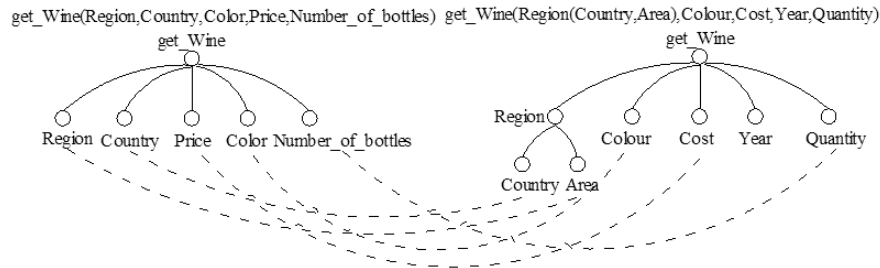 get_Wine(Region,Country,Color,Price,Number_of_bottles) get_Wine(Region(Country,Area),Colour,Cost,Year,Quantity)
get_Wine get_Wine
Region
Region Country Price Color Number_of_bottles Colour Cost Year Quantity
Country Area